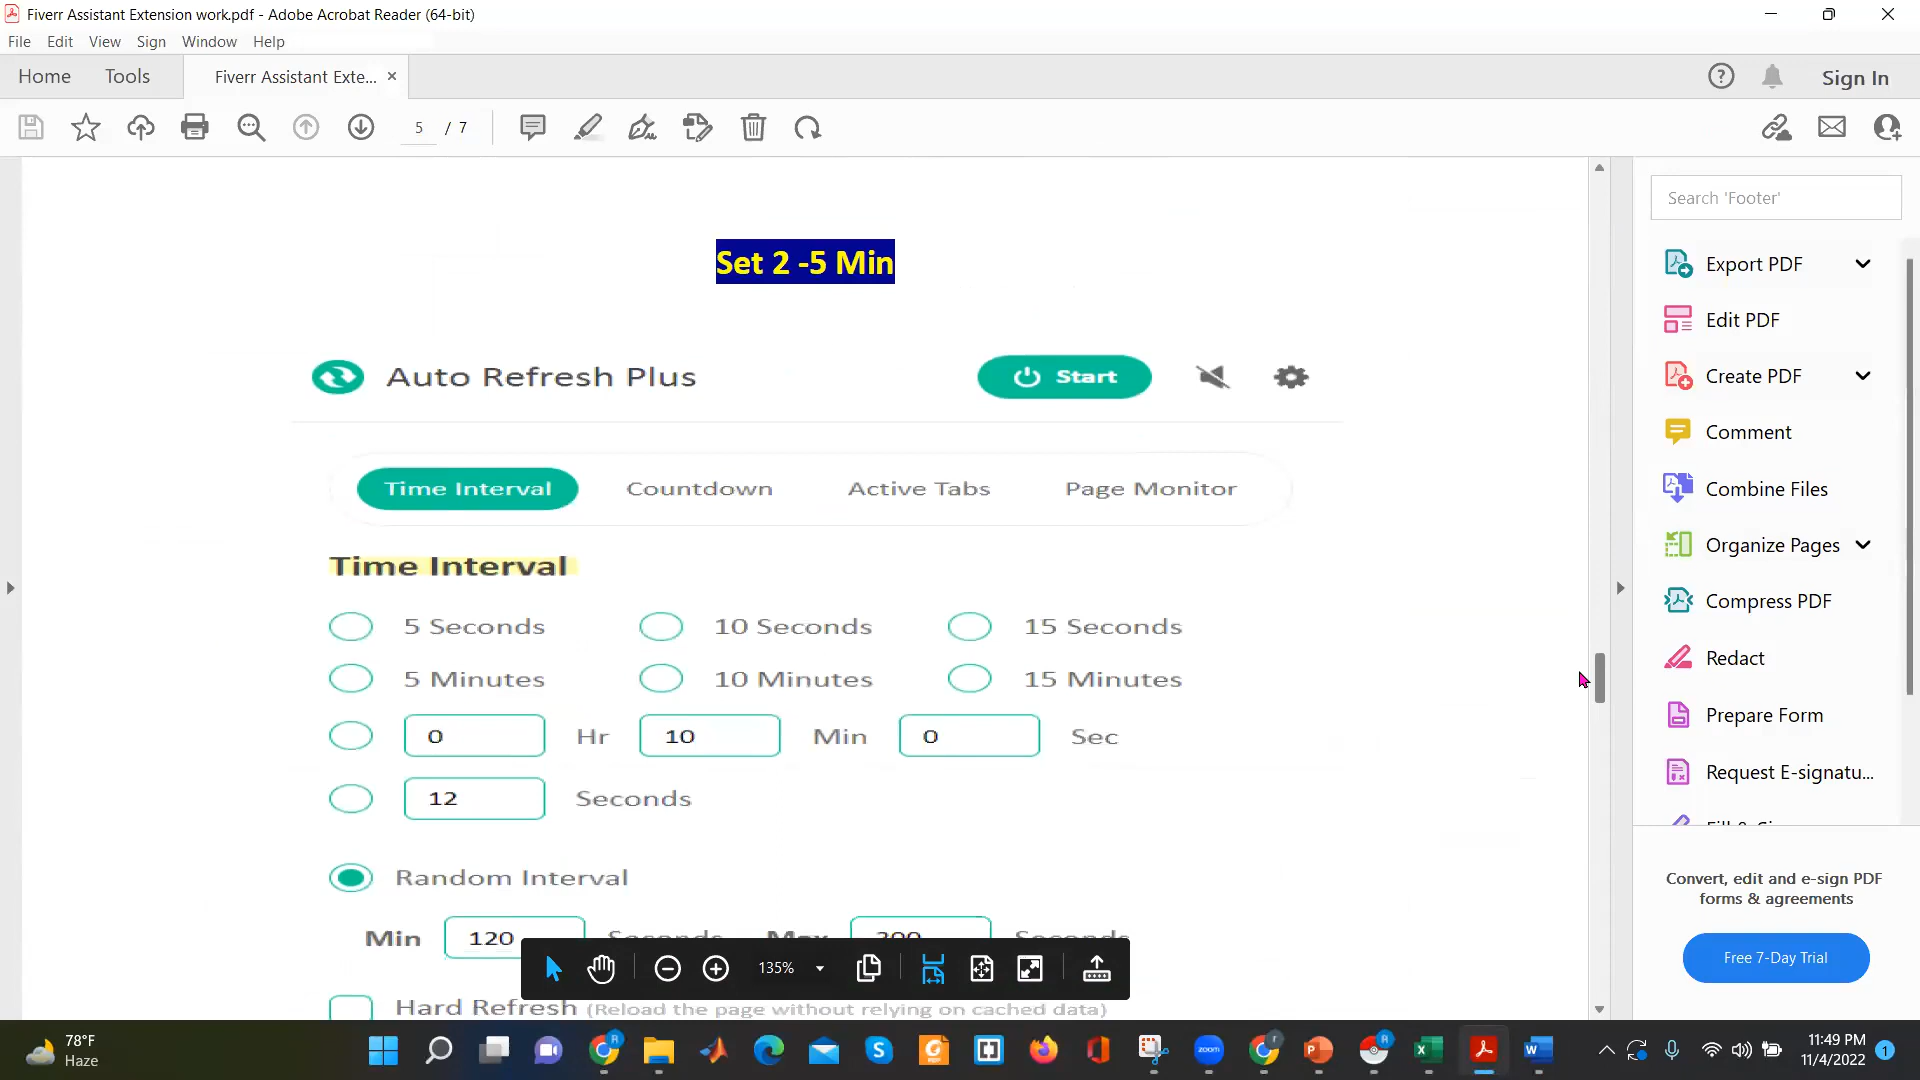 Fiverr Assistant Extension work.pdf - Adobe Acrobat Reader (64-bit)
File Edit View Sign Window Help
Home Tools Fiverr Assistant Exte... × Sign In
5 / 7
Search 'Footer'
Set 2 -5 Min
Auto Refresh Plus Start
Time Interval Countdown Active Tabs Page Monitor
Time Interval
5 Seconds 10 Seconds 15 Seconds
5 Minutes 10 Minutes 15 Minutes
0 Hr 10 Min 0 Sec
12 Seconds
Random Interval
Min 120 Seconds Max Seconds
Hard Refresh (Reload the page without relying on cached data)
135%
Export PDF
Edit PDF
Create PDF
Comment
Combine Files
Organize Pages
Compress PDF
Redact
Prepare Form
Request E-signatu...
Convert, edit and e-sign PDF
forms & agreements
Free 7-Day Trial
78°F
Haze
zoom
11:49 PM
11/4/2022
1